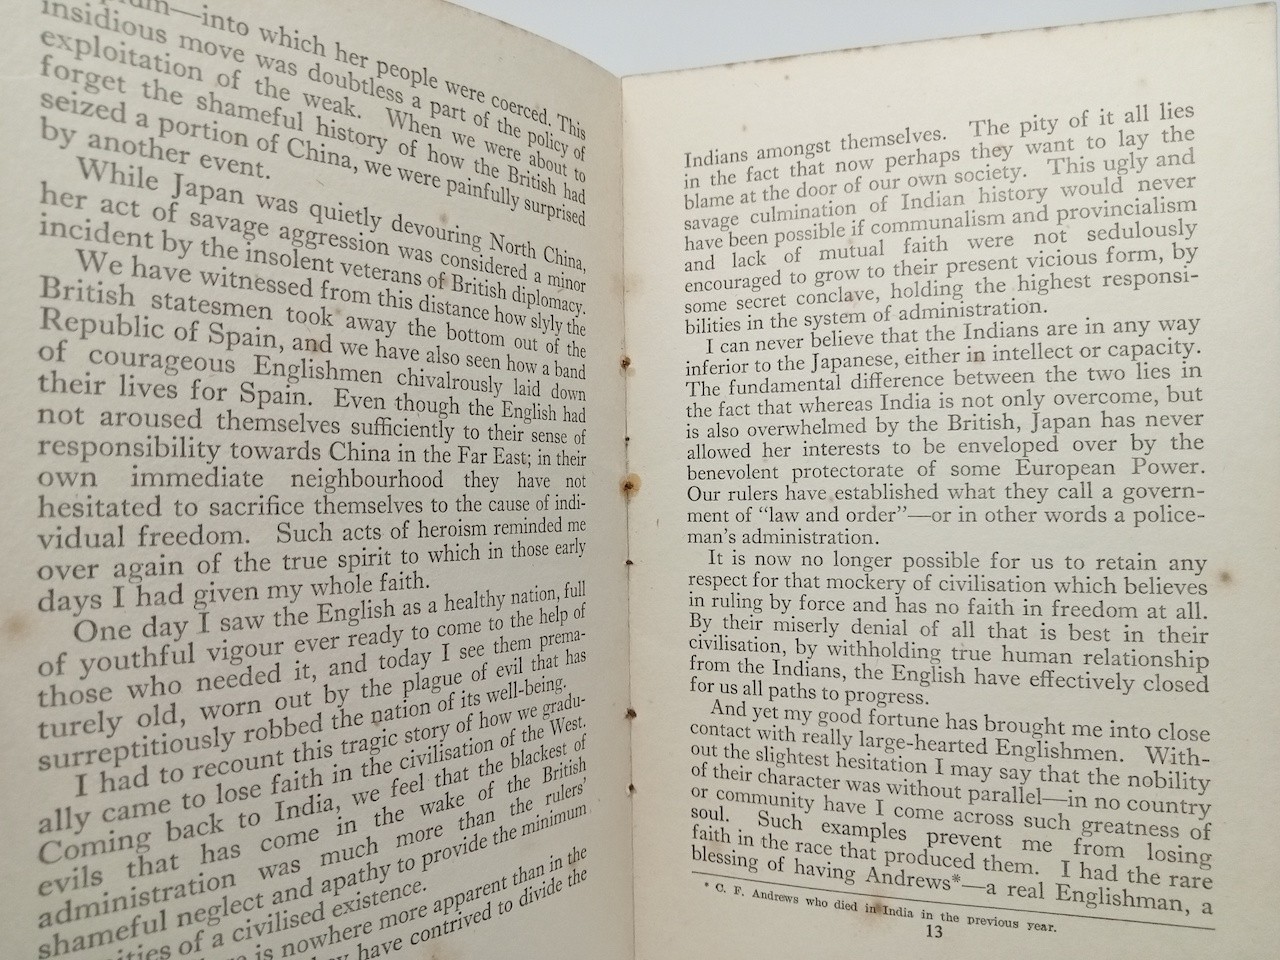 —into which her people were coerced. This
insidious move was doubtless a part of the policy of
exploitation of the weak. When we were about to
forget the shameful history of how the British had
seized a portion of China, we were painfully surprised
by another event.
While Japan was quietly devouring North China,
her act of savage aggression was considered a minor
incident by the insolent veterans of British diplomacy.
We have witnessed from this distance how slyly the
British statesmen took away the bottom out of the
Republic of Spain, and we have also seen how a band
of courageous Englishmen chivalrously laid down
their lives for Spain. Even though the English had
not aroused themselves sufficiently to their sense of
responsibility towards China in the Far East; in their
own immediate neighbourhood they have not
hesitated to sacrifice themselves to the cause of indi-
vidual freedom. Such acts of heroism reminded me
over again of the true spirit to which in those early
days I had given my whole faith.
One day I saw the English as a healthy nation, full
of youthful vigour ever ready to come to the help of
those who needed it, and today I see them prema-
turely old, worn out by the plague of evil that has
surreptitiously robbed the nation of its well-being.
I had to recount this tragic story of how we gradu-
ally came to lose faith in the civilisation of the West.
Coming back to India, we feel that the blackest of
evils that has come in the wake of the British
administration was much more than the rulers'
shameful neglect and apathy to provide the minimum
of a civilised existence.
is nowhere more apparent than in the
have contrived to divide the
Indians amongst themselves. The pity of it all lies
in the fact that now perhaps they want to lay the
blame at the door of our own society. This ugly and
savage culmination of Indian history would never
have been possible if communalism and provincialism
and lack of mutual faith were not sedulously
encouraged to grow to their present vicious form, by
some secret conclave, holding the highest responsi-
bilities in the system of administration.
I can never believe that the Indians are in any way
inferior to the Japanese, either in intellect or capacity.
The fundamental difference between the two lies in
the fact that whereas India is not only overcome, but
is also overwhelmed by the British, Japan has never
allowed her interests to be enveloped over by the
benevolent protectorate of some European Power.
Our rulers have established what they call a govern-
ment of "law and order"—or in other words a police-
man's administration.
It is now no longer possible for us to retain any
respect for that mockery of civilisation which believes
in ruling by force and has no faith in freedom at all.
By their miserly denial of all that is best in their
civilisation, by withholding true human relationship
from the Indians, the English have effectively closed
for us all paths to progress.
And yet my good fortune has brought me into close
contact with really large-hearted Englishmen. With-
out the slightest hesitation I may say that the nobility
of their character was without parallel—in no country
or community have I come across such greatness of
soul. Such examples prevent me from losing
faith in the race that produced them. I had the rare
blessing of having Andrews*—a real Englishman, a
* C. F. Andrews who died in India in the previous year.
13